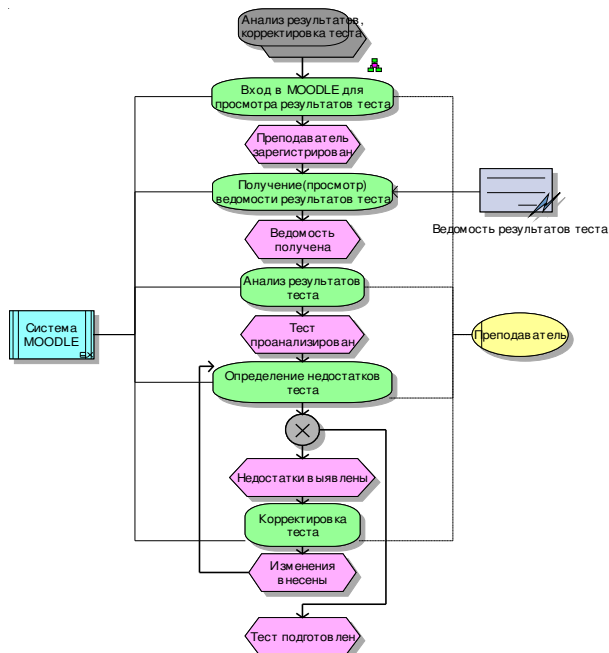 Анализ результатов,
корректировка теста
Вход в MOODLE для
просмотра результатов теста
Преподаватель
зарегистрирован
Получение(просмотр)
ведомости результатов теста
Ведомость результатов теста
Ведомость
получена
Анализ результатов
теста
Система
MOODLE
EX
Тест
проанализирован
Преподаватель
Определение недостатков
теста
Недостатки выявлены
Корректировка
теста
Изменения
внесены
Тест подготовлен